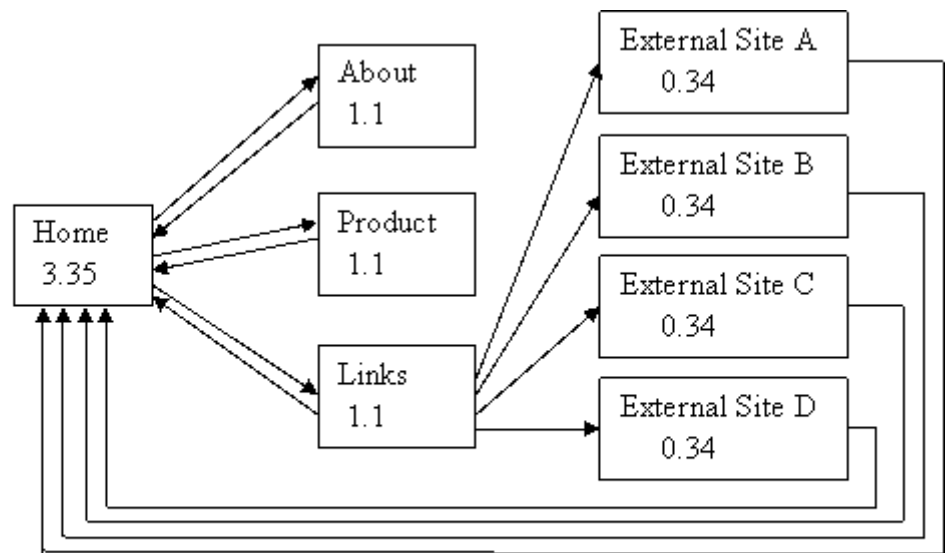 Home
3.35
About
1.1
Product
1.1
Links
1.1
External Site A
0.34
External Site B
0.34
External Site C
0.34
External Site D
0.34